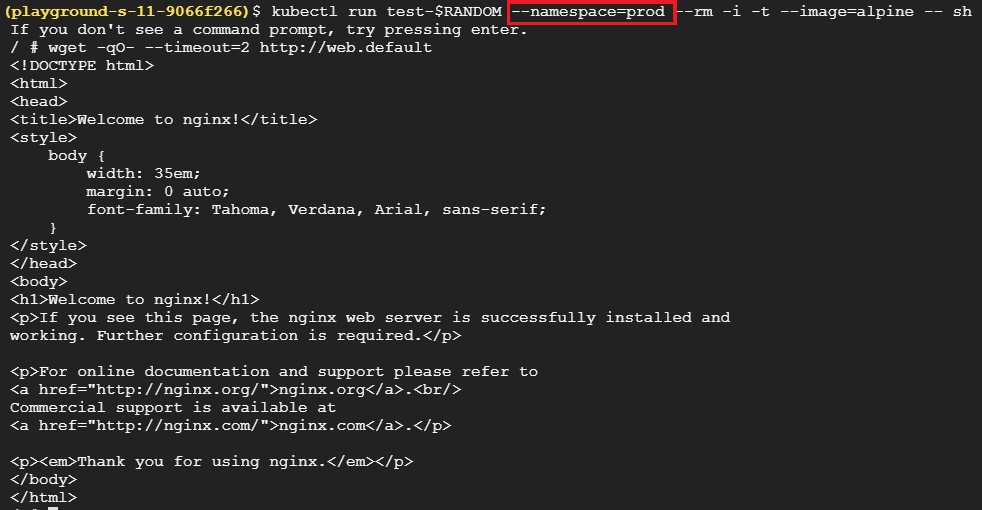 (playground-s-11-9066f266)$ kubectl run test-$RANDOM --namespace=prod --rm -i -t --image=alpine -- sh
If you don't see a command prompt, try pressing enter.
/ # wget -qO- --timeout=2 http://web.default
<!DOCTYPE html>
<html>
<head>
<title>Welcome to nginx!</title>
<style>
    body {
        width: 35em;
        margin: 0 auto;
        font-family: Tahoma, Verdana, Arial, sans-serif;
    }
</style>
</head>
<body>
<h1>Welcome to nginx!</h1>
<p>If you see this page, the nginx web server is successfully installed and
working. Further configuration is required.</p>

<p>For online documentation and support please refer to
<a href="http://nginx.org/">nginx.org</a>.<br/>
Commercial support is available at
<a href="http://nginx.com/">nginx.com</a>.</p>

<p><em>Thank you for using nginx.</em></p>
</body>
</html>